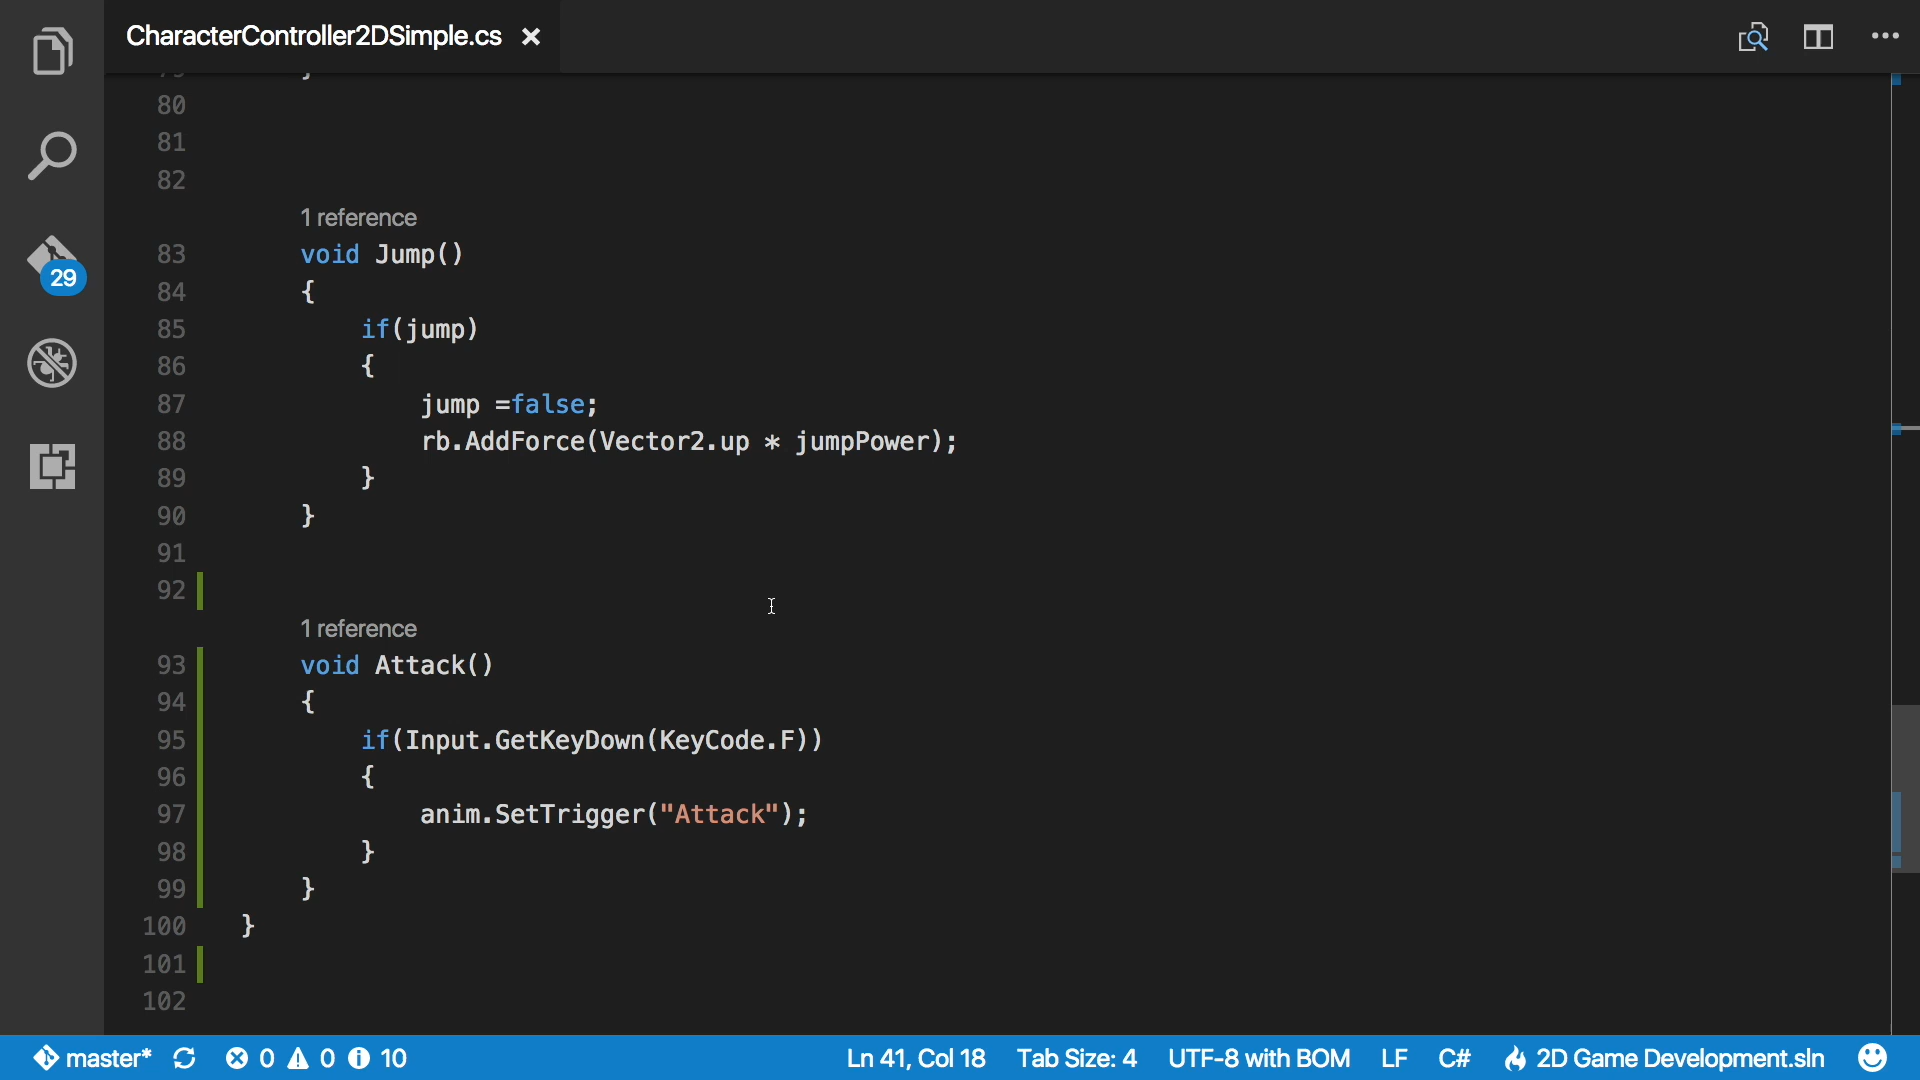 CharacterController2DSimple.cs
80
81
82
1 reference
83 void Jump()
84 {
85 if(jump)
86 {
87 jump =false;
88 rb.AddForce(Vector2.up * jumpPower);
89 }
90 }
91
92
1 reference
93 void Attack()
94 {
95 if(Input.GetKeyDown(KeyCode.F))
96 {
97 anim.SetTrigger("Attack");
98 }
99 }
100 }
101
102
29
master* 0 0 10 Ln 41, Col 18 Tab Size: 4 UTF-8 with BOM LF C# 2D Game Development.sln